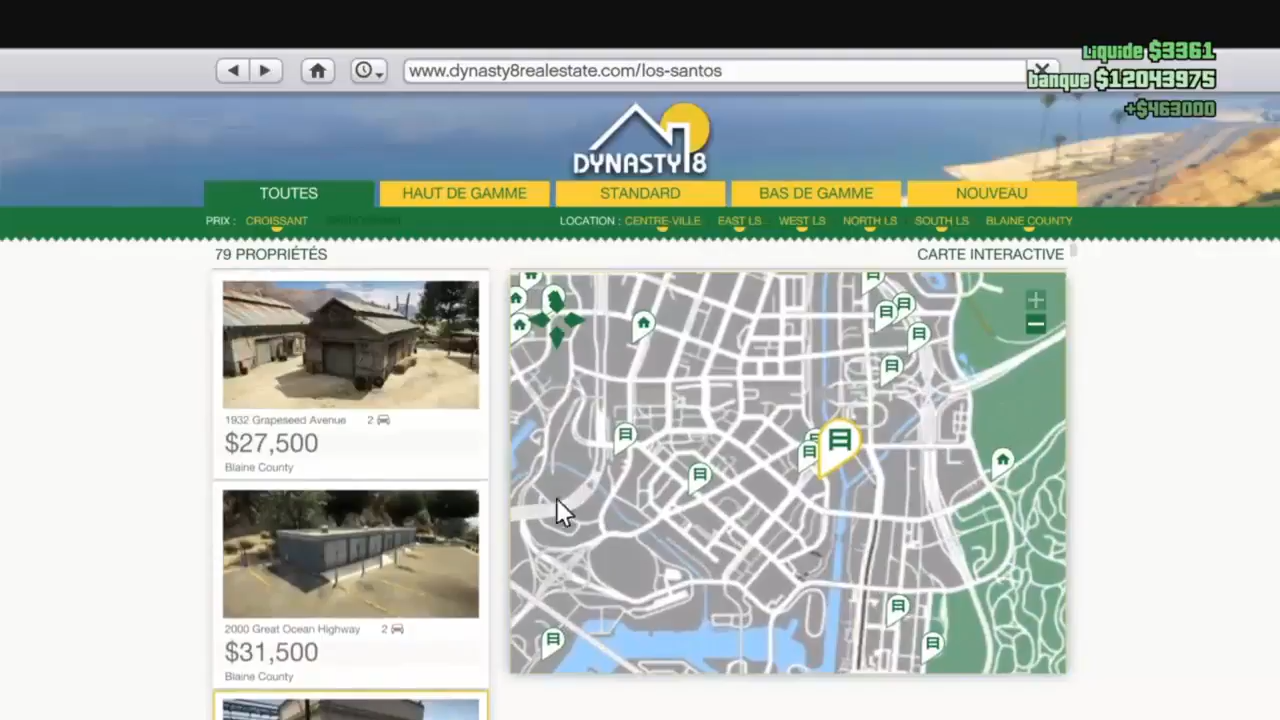 Liquide $3361
www.dynasty8realestate.com/los-santos
banque $12043975
+$463000
DYNASTY 8
TOUTES HAUT DE GAMME STANDARD BAS DE GAMME NOUVEAU
PRIX : CROISSANT LOCATION : CENTRE-VILLE EAST LS WEST LS NORTH LS SOUTH LS BLAINE COUNTY
79 PROPRIÉTÉS CARTE INTERACTIVE
1932 Grapeseed Avenue 2
$27,500
Blaine County
2000 Great Ocean Highway 2
$31,500
Blaine County